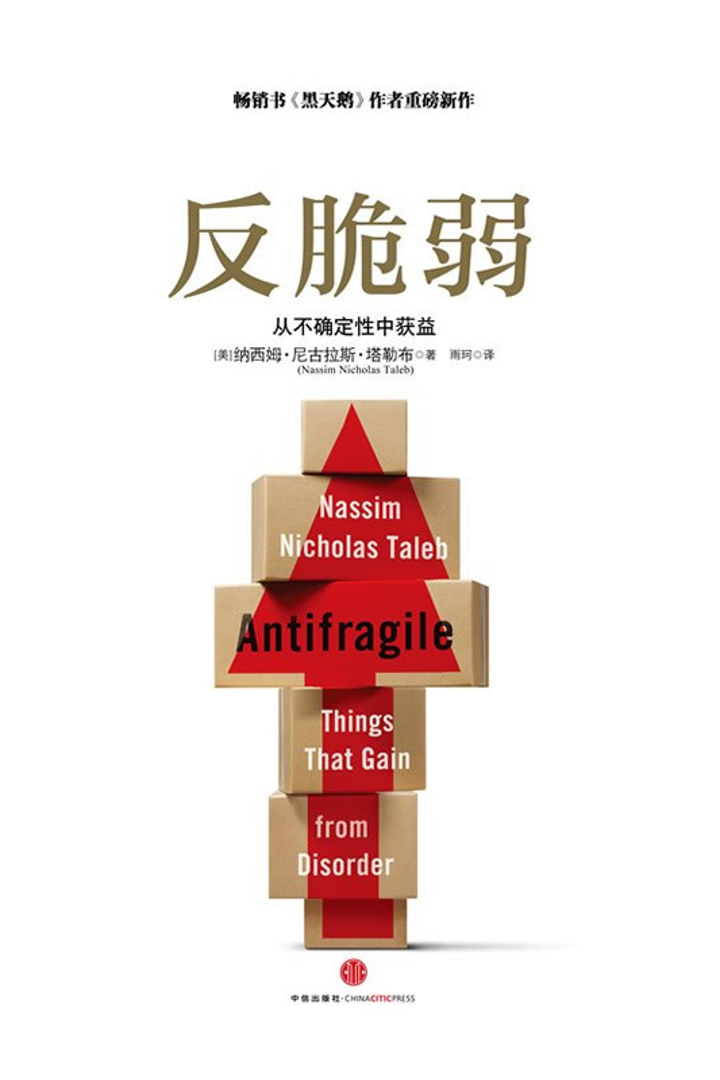 畅销书《黑天鹅》作者重磅新作
反脆弱
从不确定性中获益
[美]纳西姆·尼古拉斯·塔勒布◎著 雨珂◎译
(Nassim Nicholas Taleb)
Nassim
Nicholas Taleb
Antifragile
Things
That Gain
from
Disorder
中信出版社·CHINACITICPRESS